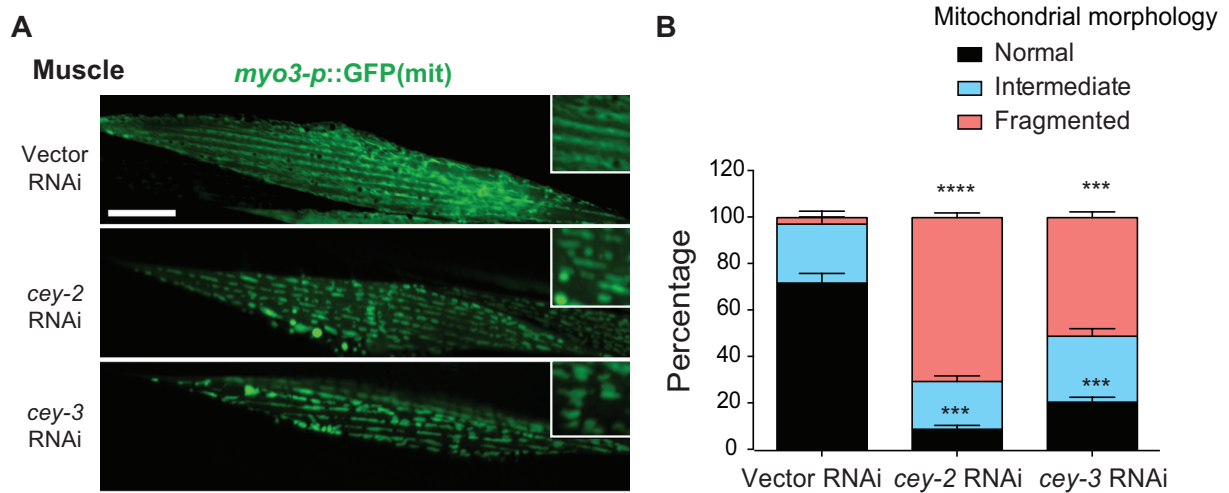 A
Muscle
myo3-p::GFP(mit)
Vector
RNAi
cey-2
RNAi
cey-3
RNAi
B
Mitochondrial morphology
Normal
Intermediate
Fragmented
Percentage
120
100
80
60
40
20
0
****
***
***
***
Vector RNAi
cey-2 RNAi
cey-3 RNAi